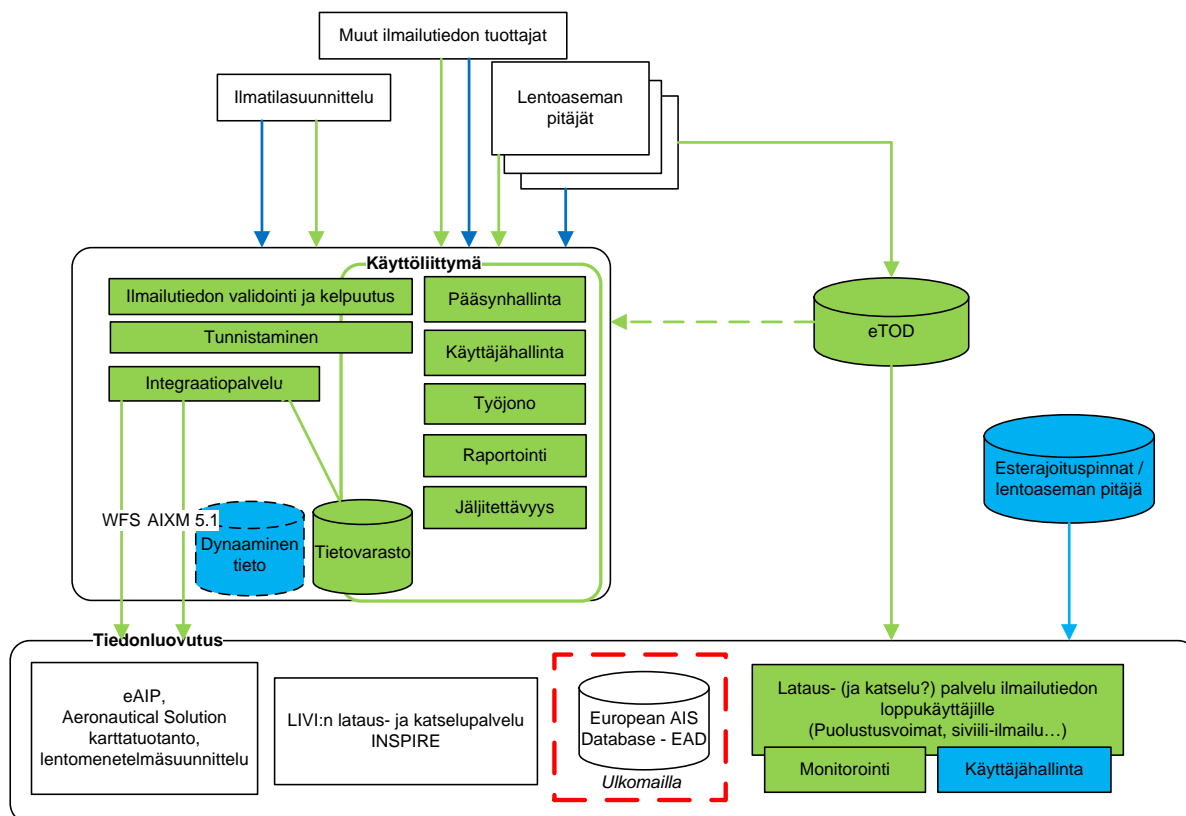 Muut ilmailutiedon tuottajat
Ilmatilasuunnittelu
Lentoaseman
pitäjät
Käyttöliittymä
Ilmailutiedon validointi ja kelpuutus
Tunnistaminen
Integraatiopalvelu
Pääsynhallinta
Käyttäjähallinta
Työjono
Raportointi
Jäljitettävyys
eTOD
Esterajoituspinnat /
lentoaseman pitäjä
WFS AIXM 5.1
Dynaaminen
tieto
Tietovarasto
Tiedonluovutus
eAIP,
Aeronautical Solution
karttatuotanto,
lentomenetelmäsuunnittelu
LIVI:n lataus- ja katselupalvelu
INSPIRE
European AIS
Database - EAD
Ulkomailla
Lataus- (ja katselu?) palvelu ilmailutiedon
loppukäyttäjille
(Puolustusvoimat, siviili-ilmailu…)
Monitorointi
Käyttäjähallinta